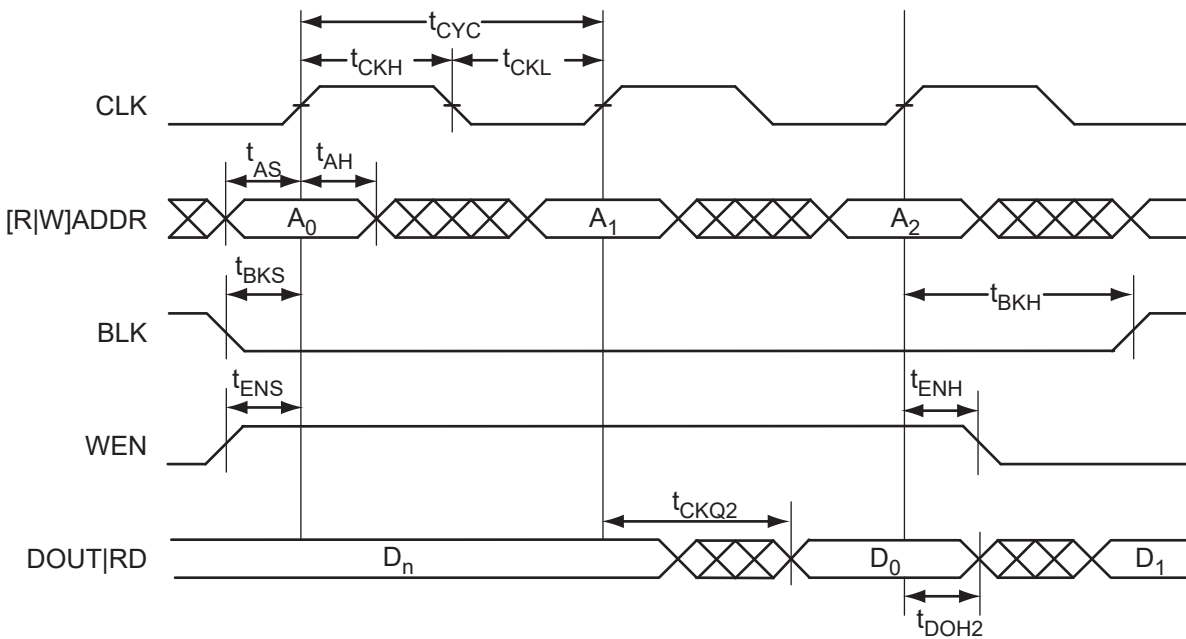 tCYC
tCKH tCKL
CLK
tAS tAH
[R|W]ADDR A0 A1 A2
tBKS tBKH
BLK
tENS tENH
WEN
tCKQ2
DOUT|RD Dn D0 D1
tDOH2